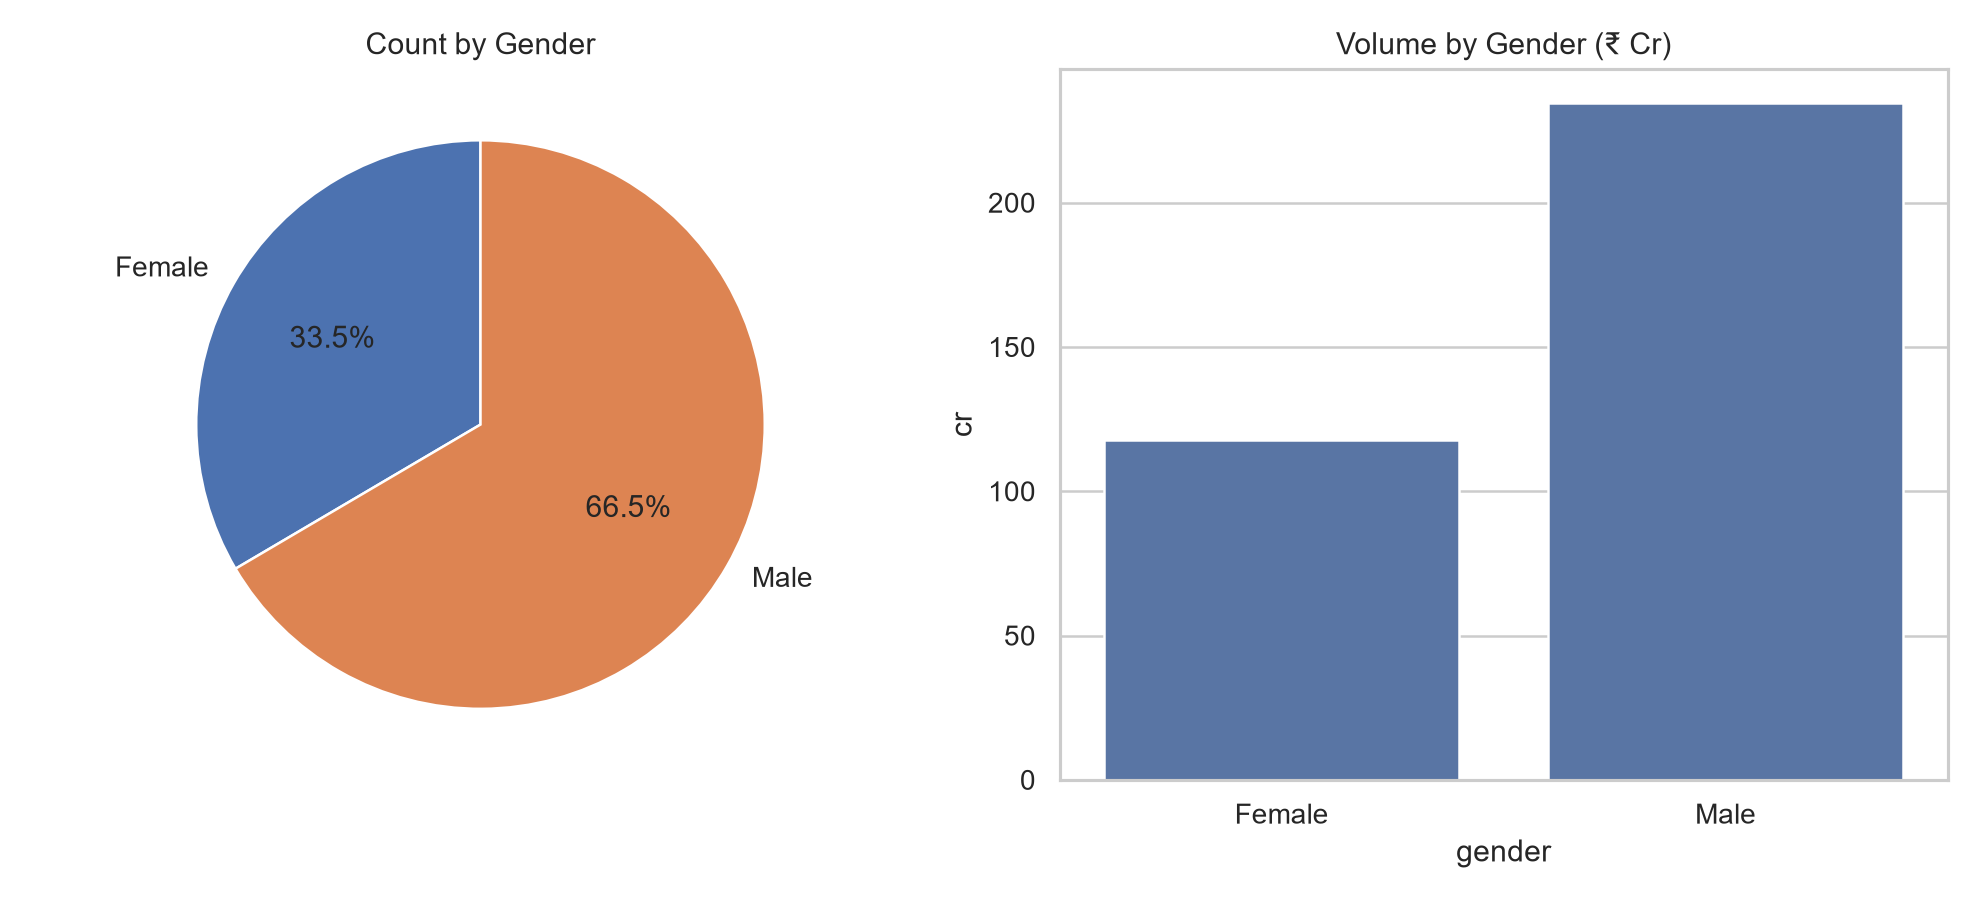 Count by Gender
Female
33.5%
66.5%
Male
Volume by Gender (₹ Cr)
cr
200
150
100
50
0
Female
Male
gender